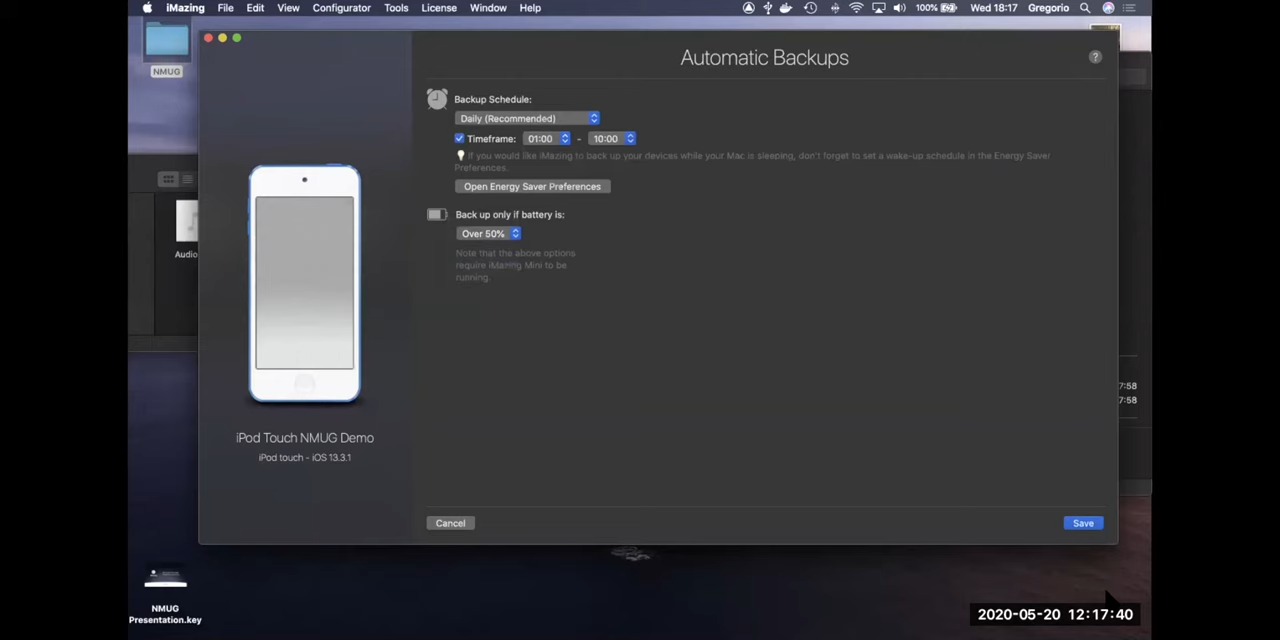 iMazing File Edit View Configurator Tools License Window Help 100% Wed 18:17 Gregorio
NMUG
Automatic Backups
?
Backup Schedule:
Daily (Recommended)
Timeframe: 01:00 - 10:00
If you would like iMazing to back up your devices while your Mac is sleeping, don't forget to set a wake-up schedule in the Energy Saver
Preferences.
Open Energy Saver Preferences
Back up only if battery is:
Over 50%
Note that the above options
require iMazing Mini to be
running.
Audio
7:58
7:58
iPod Touch NMUG Demo
iPod touch - iOS 13.3.1
Cancel
Save
NMUG
Presentation.key
2020-05-20 12:17:40